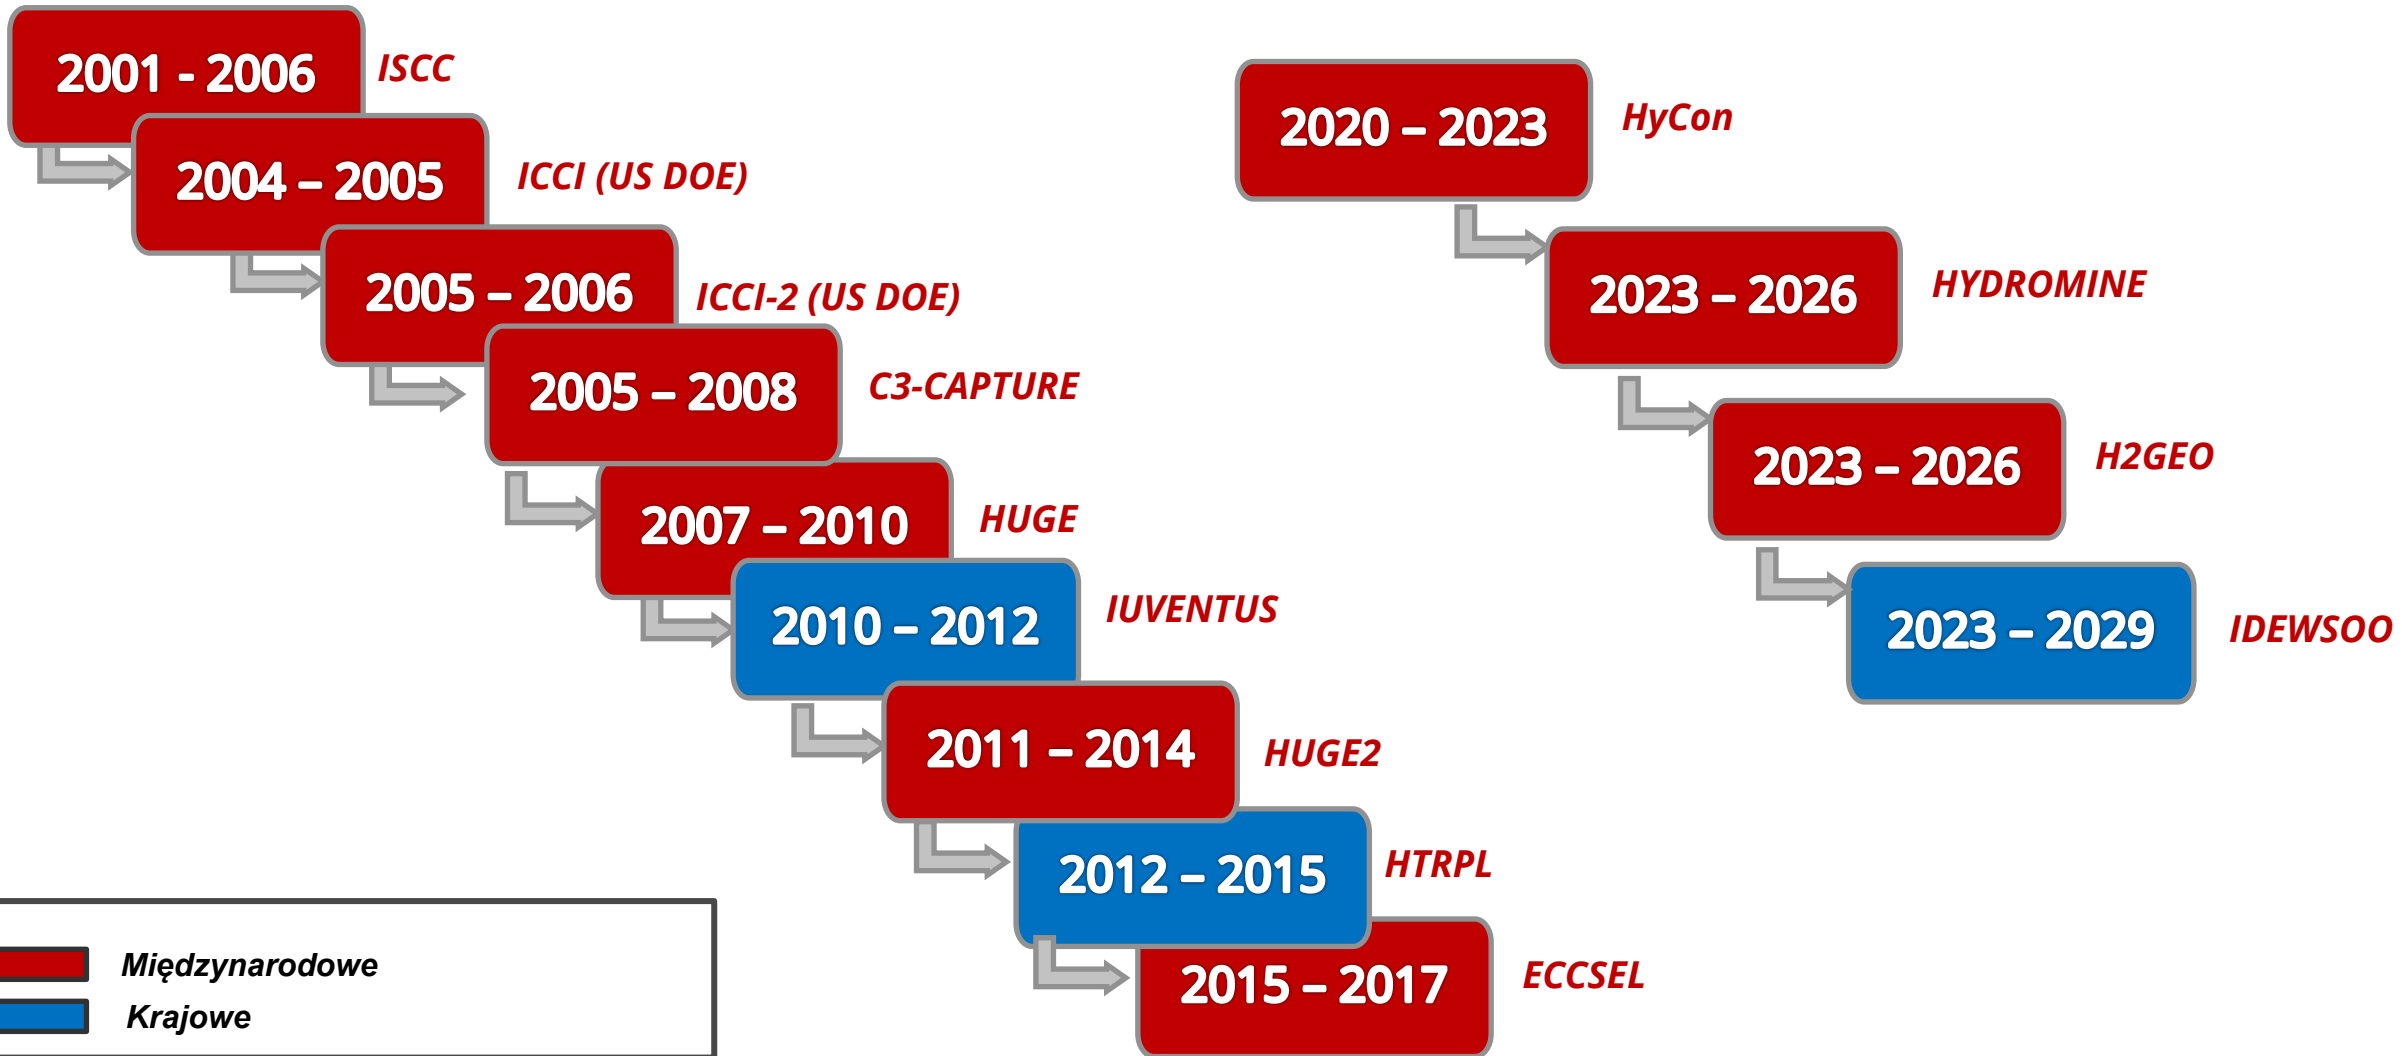 2001 - 2006
ISCC
2004 – 2005
ICCI (US DOE)
2005 – 2006
ICCI-2 (US DOE)
2005 – 2008
C3-CAPTURE
2007 – 2010
HUGE
2010 – 2012
IUVENTUS
2011 – 2014
HUGE2
2012 – 2015
HTRPL
2015 – 2017
ECCSEL
2020 – 2023
HyCon
2023 – 2026
HYDROMINE
2023 – 2026
H2GEO
2023 – 2029
IDEWSOO
Międzynarodowe
Krajowe